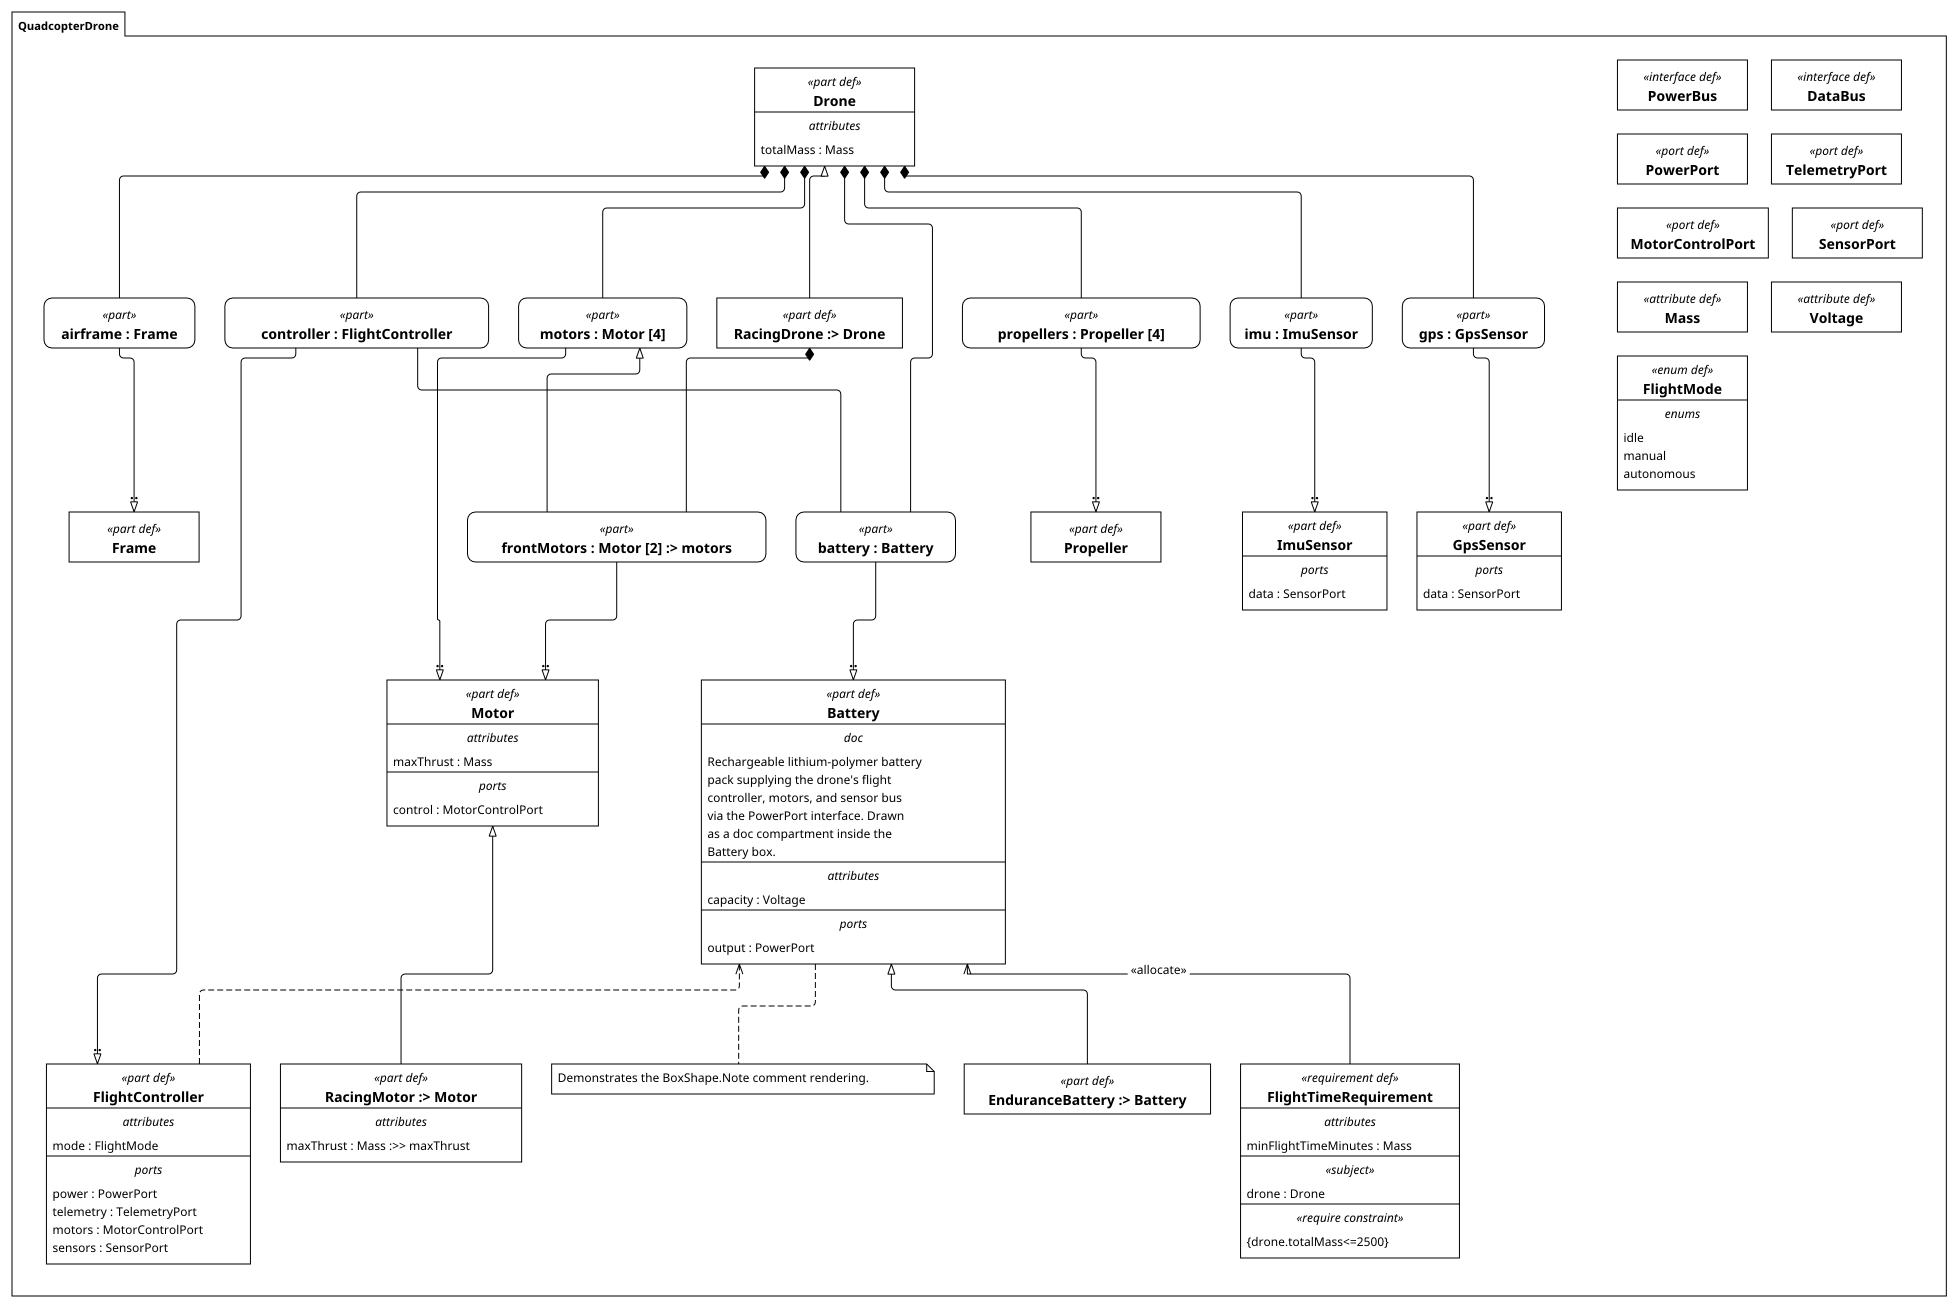 QuadcopterDrone
«part def»
Drone
attributes
totalMass : Mass
«interface def»
PowerBus
«interface def»
DataBus
«port def»
PowerPort
«port def»
TelemetryPort
«port def»
MotorControlPort
«port def»
SensorPort
«attribute def»
Mass
«attribute def»
Voltage
«enum def»
FlightMode
enums
idle
manual
autonomous
«part»
airframe : Frame
«part»
controller : FlightController
«part»
motors : Motor [4]
«part def»
RacingDrone :> Drone
«part»
propellers : Propeller [4]
«part»
imu : ImuSensor
«part»
gps : GpsSensor
«part def»
Frame
«part»
frontMotors : Motor [2] :> motors
«part»
battery : Battery
«part def»
Propeller
«part def»
ImuSensor
ports
data : SensorPort
«part def»
GpsSensor
ports
data : SensorPort
«part def»
Motor
attributes
maxThrust : Mass
ports
control : MotorControlPort
«part def»
Battery
doc
Rechargeable lithium-polymer battery
pack supplying the drone's flight
controller, motors, and sensor bus
via the PowerPort interface. Drawn
as a doc compartment inside the
Battery box.
attributes
capacity : Voltage
ports
output : PowerPort
«allocate»
«part def»
FlightController
attributes
mode : FlightMode
ports
power : PowerPort
telemetry : TelemetryPort
motors : MotorControlPort
sensors : SensorPort
«part def»
RacingMotor :> Motor
attributes
maxThrust : Mass :>> maxThrust
Demonstrates the BoxShape.Note comment rendering.
«part def»
EnduranceBattery :> Battery
«requirement def»
FlightTimeRequirement
attributes
minFlightTimeMinutes : Mass
«subject»
drone : Drone
«require constraint»
{drone.totalMass<=2500}